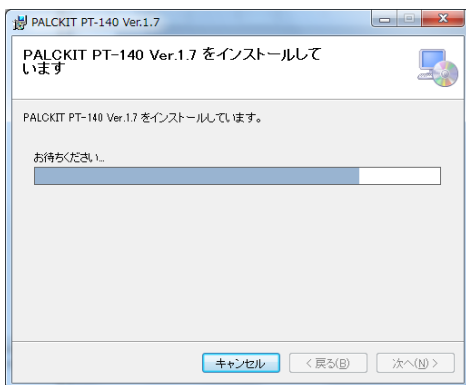 PALCKIT PT-140 Ver.1.7
PALCKIT PT-140 Ver.1.7 をインストールして
います
PALCKIT PT-140 Ver.1.7 をインストールしています。
お待ちください...
キャンセル
< 戻る(B)
次へ(N) >